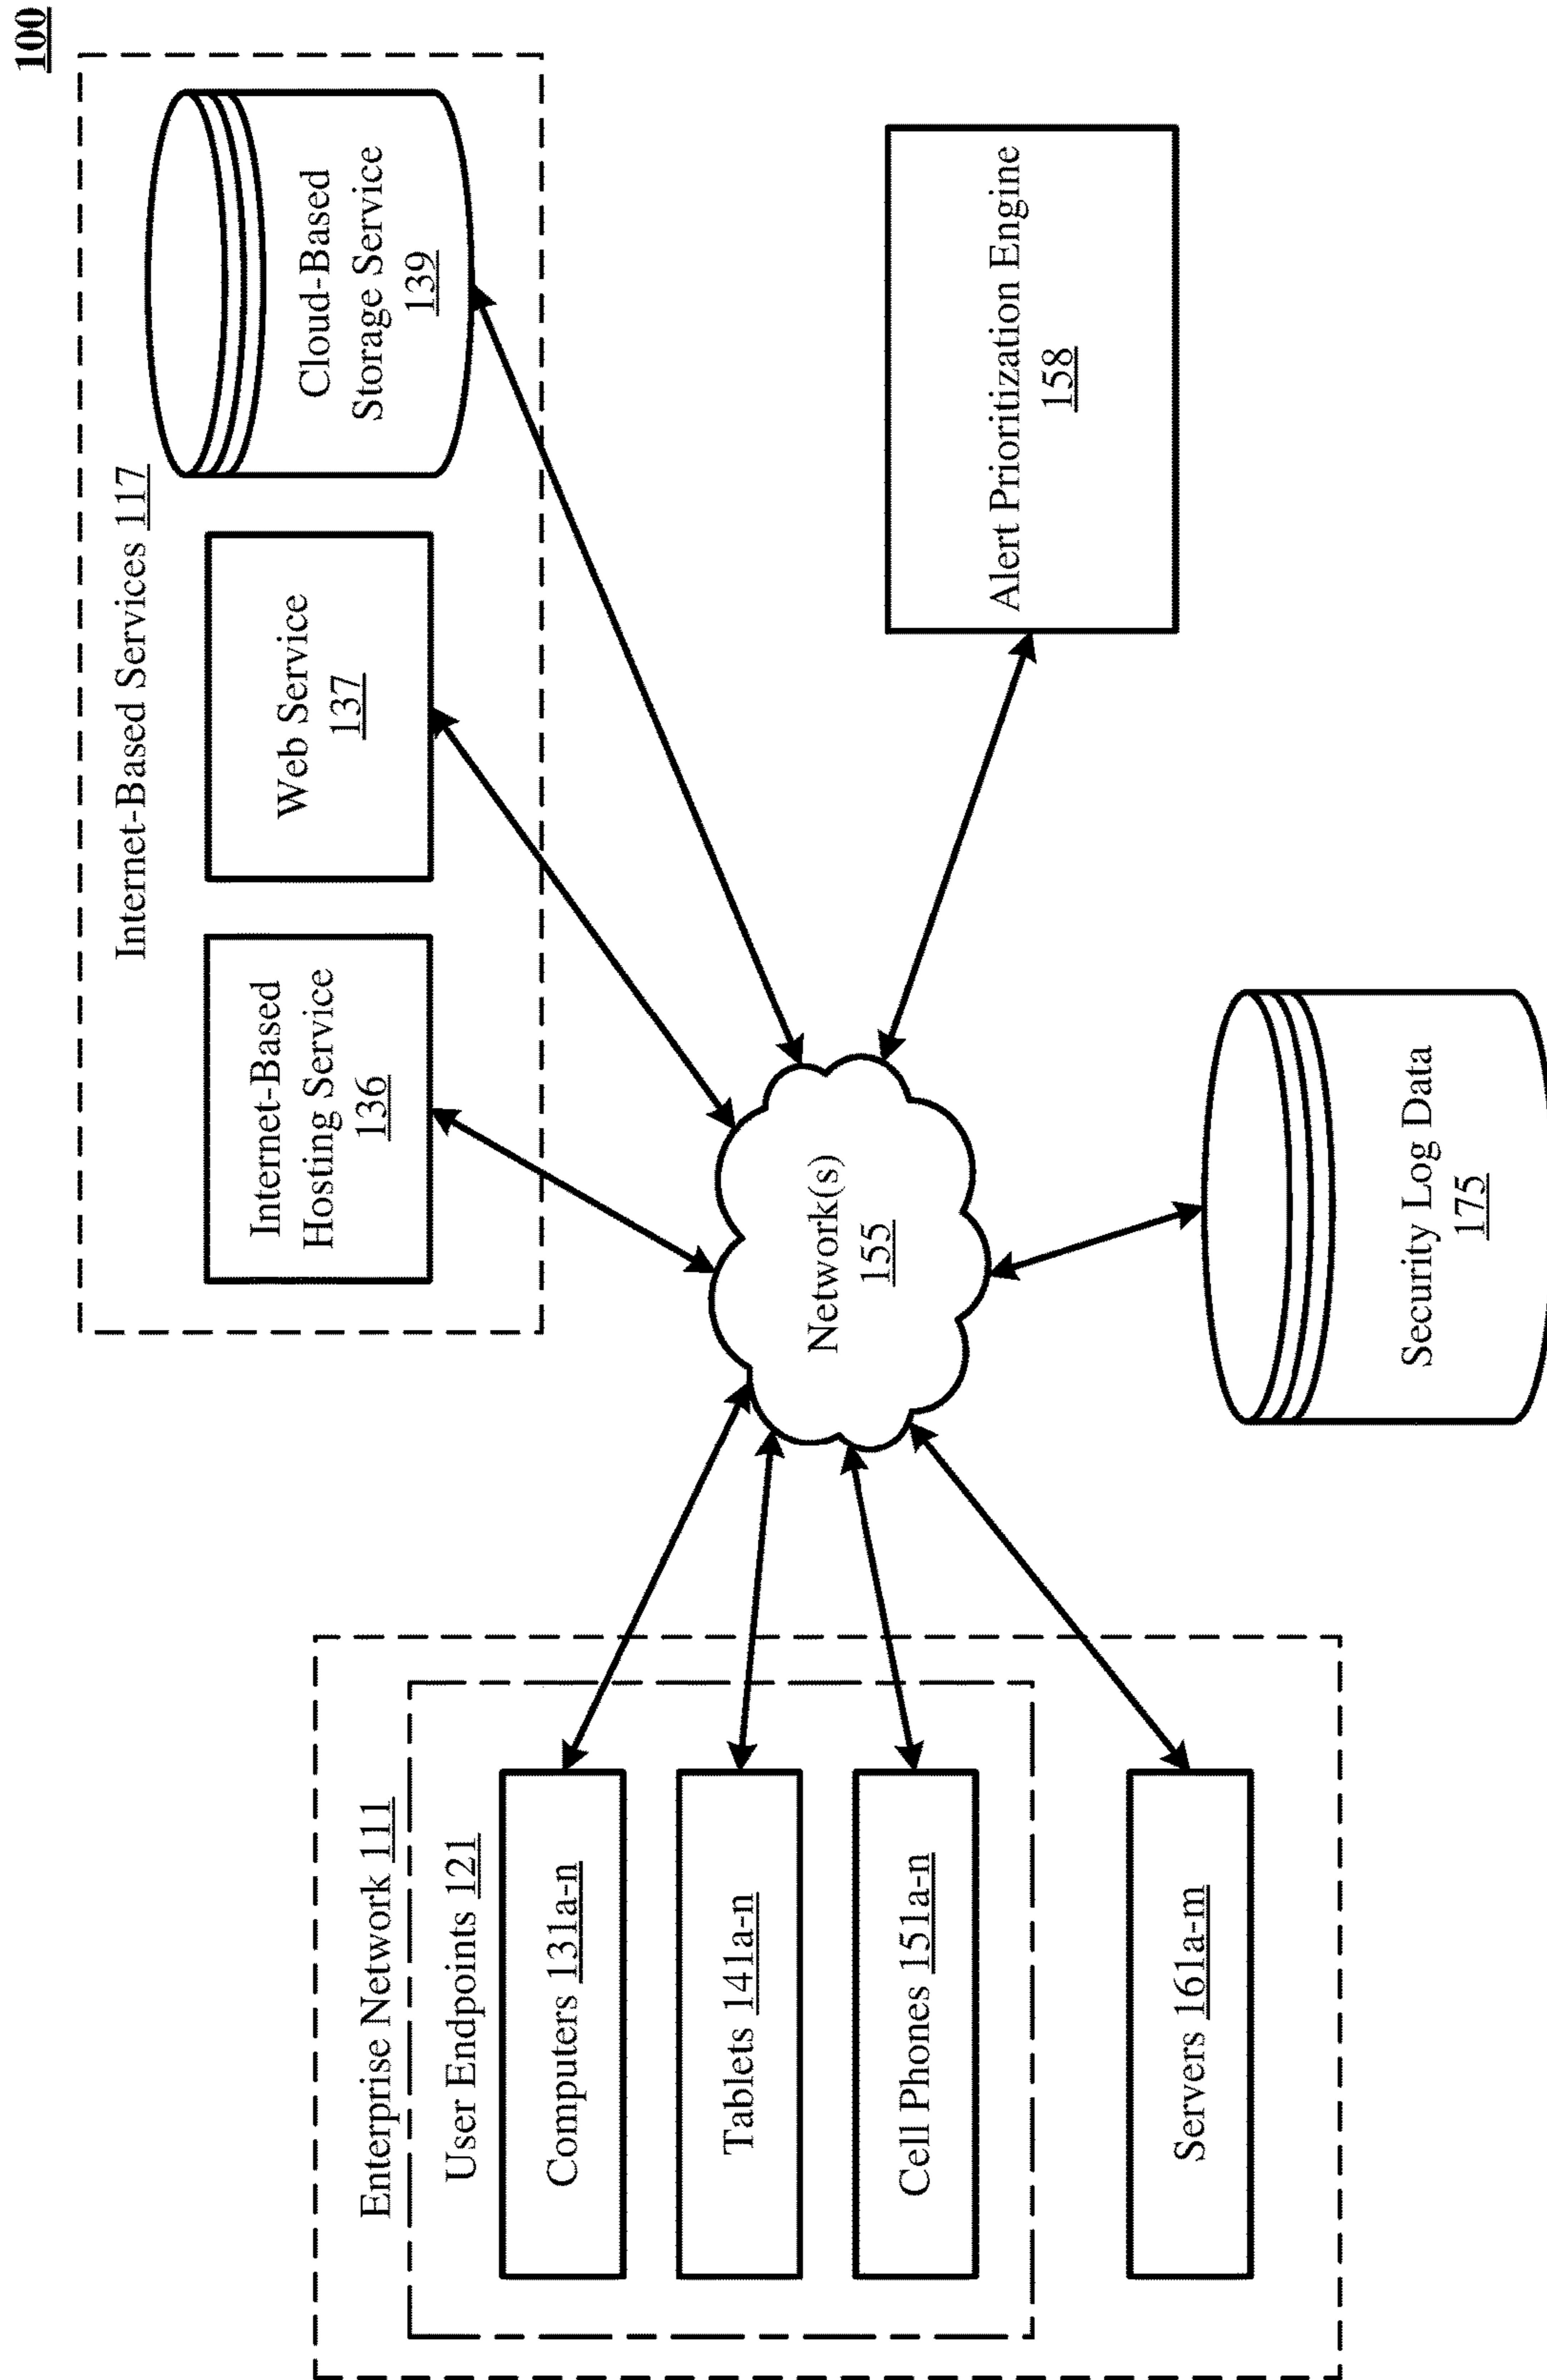 100
Enterprise Network 111
User Endpoints 121
Computers 131a-n
Tablets 141a-n
Cell Phones 151a-n
Servers 161a-m
Internet-Based Services 117
Internet-Based
Hosting Service
136
Web Service
137
Cloud-Based
Storage Service
139
Network(s)
155
Alert Prioritization Engine
158
Security Log Data
175